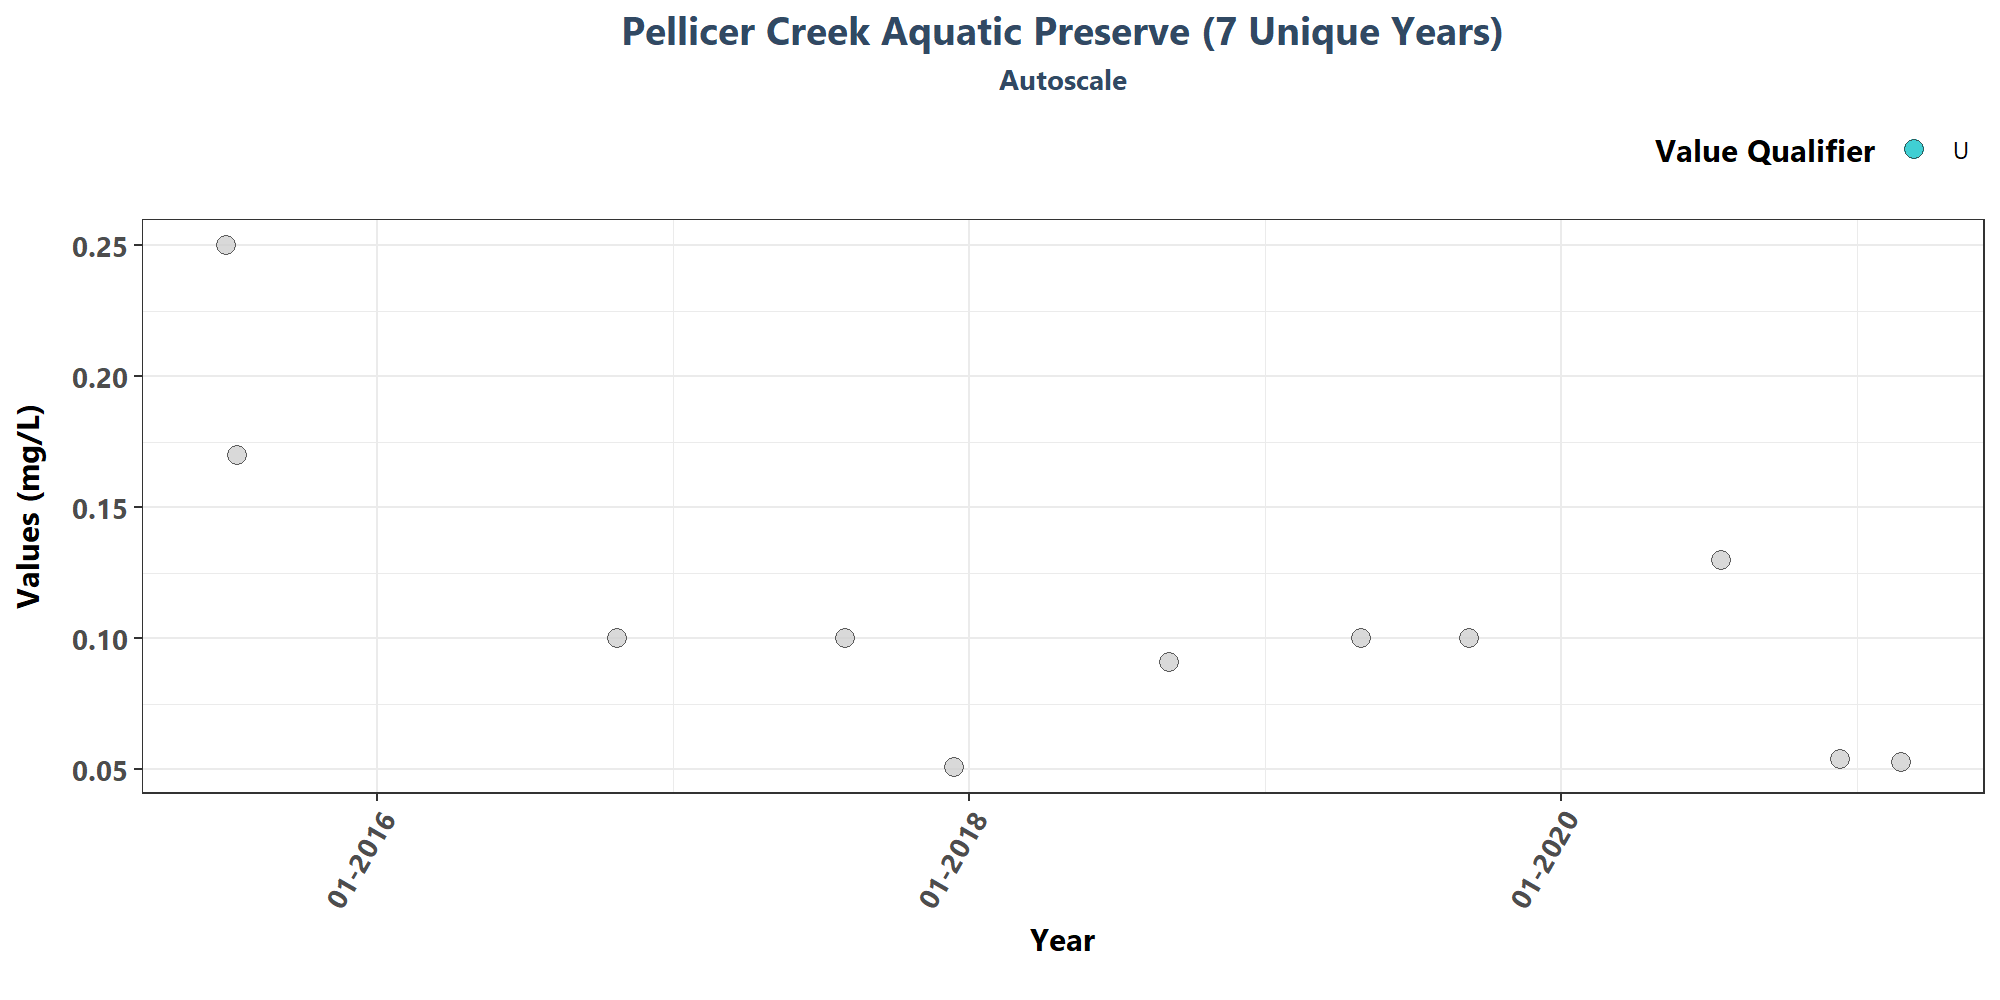 Pellicer Creek Aquatic Preserve (7 Unique Years)
Autoscale
Value Qualifier U
0.25
0.20
0.15
0.10
0.05
Values (mg/L)
01-2016
01-2018
01-2020
Year